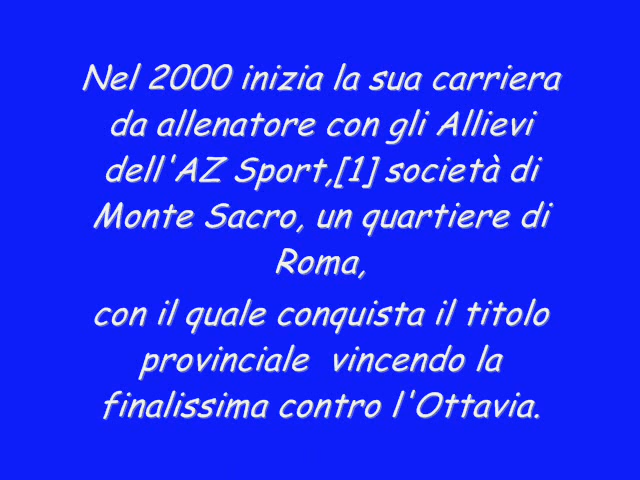 Nel 2000 inizia la sua carriera
da allenatore con gli Allievi
dell'AZ Sport,[1] società di
Monte Sacro, un quartiere di
Roma,
con il quale conquista il titolo
provinciale  vincendo la
finalissima contro l'Ottavia.